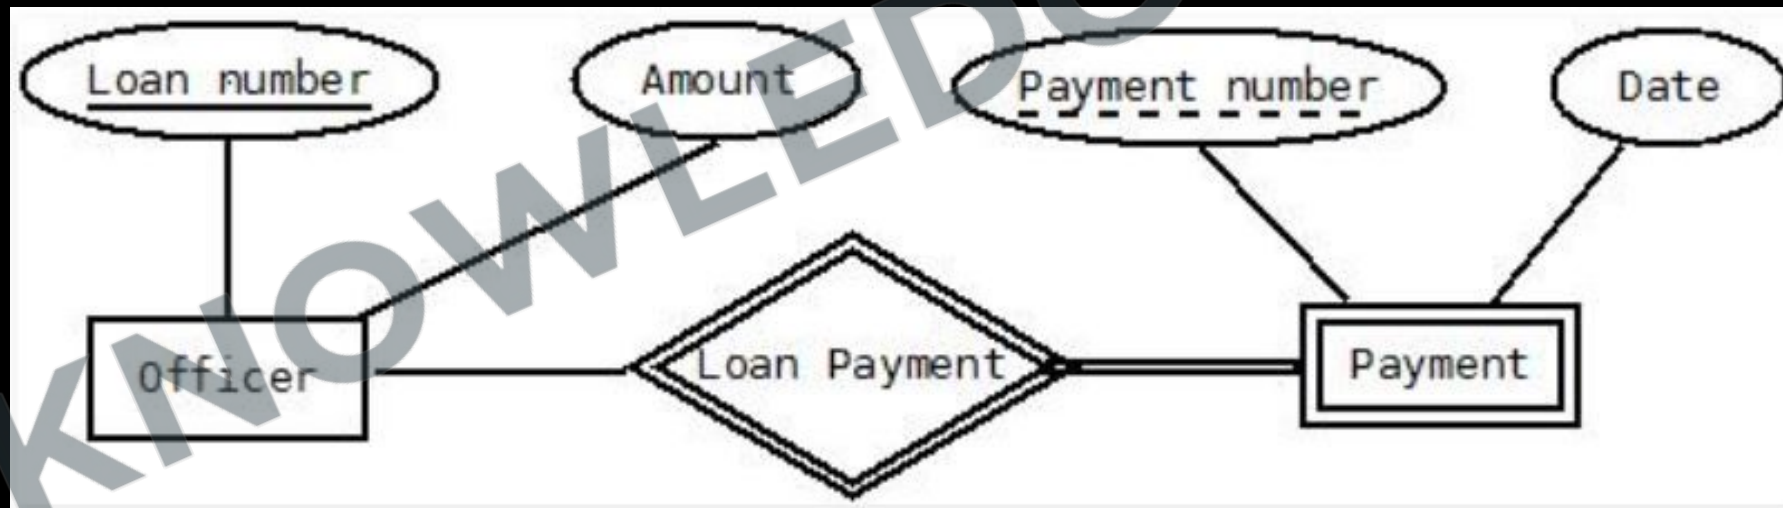 Loan number
Amount
Payment number
Date
Officer
Loan Payment
Payment
KNOWLEDG